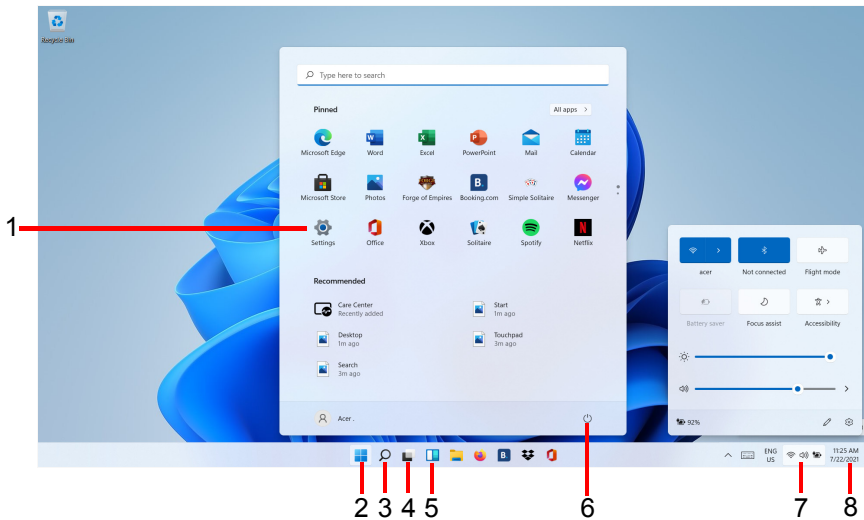 Recycle Bin
Type here to search
Pinned
All apps >
Microsoft Edge
Word
Excel
PowerPoint
Mail
Calendar
Microsoft Store
Photos
Forge of Empires
Booking.com
Simple Solitaire
Messenger
1
Settings
Office
Xbox
Solitaire
Spotify
Netflix
acer
Not connected
Flight mode
Recommended
Care Center
Recently added
Start
1m ago
Battery saver
Focus assist
Accessibility
Desktop
1m ago
Touchpad
3m ago
Search
3m ago
Acer .
92%
B.
ENG
US
11:25 AM
7/22/2021
2 3 4 5 6 7 8